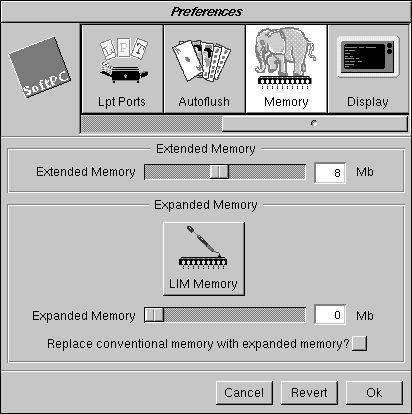 Preferences
SoftPC
LPT
Lpt Ports
Autoflush
Memory
Display
Extended Memory
Extended Memory 8 Mb
Expanded Memory
LIM Memory
Expanded Memory 0 Mb
Replace conventional memory with expanded memory?
Cancel Revert Ok